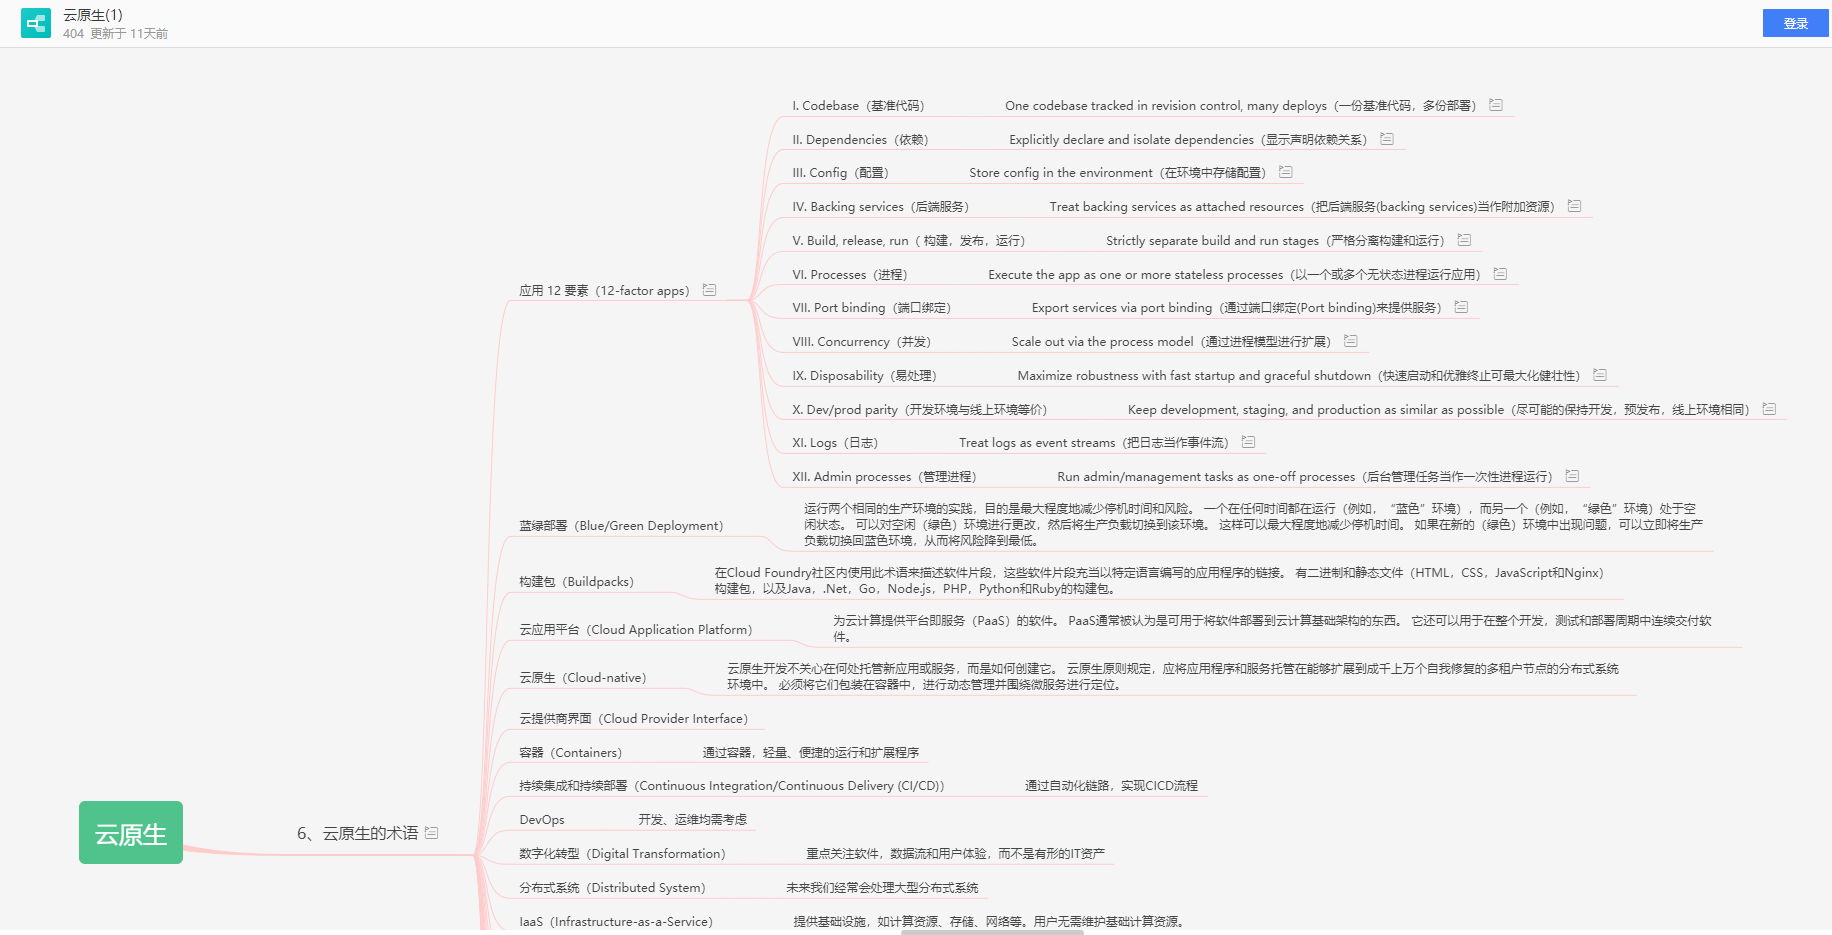 云原生(1)
404 更新于 11天前
登录
I. Codebase（基准代码）
One codebase tracked in revision control, many deploys（一份基准代码，多份部署）
II. Dependencies（依赖）
Explicitly declare and isolate dependencies（显示声明依赖关系）
III. Config（配置）
Store config in the environment（在环境中存储配置）
IV. Backing services（后端服务）
Treat backing services as attached resources（把后端服务(backing services)当作附加资源）
V. Build, release, run（ 构建，发布，运行）
Strictly separate build and run stages（严格分离构建和运行）
VI. Processes（进程）
Execute the app as one or more stateless processes（以一个或多个无状态进程运行应用）
应用 12 要素（12-factor apps）
VII. Port binding（端口绑定）
Export services via port binding（通过端口绑定(Port binding)来提供服务）
VIII. Concurrency（并发）
Scale out via the process model（通过进程模型进行扩展）
IX. Disposability（易处理）
Maximize robustness with fast startup and graceful shutdown（快速启动和优雅终止可最大化健壮性）
X. Dev/prod parity（开发环境与线上环境等价）
Keep development, staging, and production as similar as possible（尽可能的保持开发，预发布，线上环境相同）
XI. Logs（日志）
Treat logs as event streams（把日志当作事件流）
XII. Admin processes（管理进程）
Run admin/management tasks as one-off processes（后台管理任务当作一次性进程运行）
蓝绿部署（Blue/Green Deployment）
运行两个相同的生产环境的实践，目的是最大程度地减少停机时间和风险。 一个在任何时间都在运行（例如，“蓝色”环境），而另一个（例如，“绿色”环境）处于空
闲状态。 可以对空闲（绿色）环境进行更改，然后将生产负载切换到该环境。 这样可以最大程度地减少停机时间。 如果在新的（绿色）环境中出现问题，可以立即将生产
负载切换回蓝色环境，从而将风险降到最低。
构建包（Buildpacks）
在Cloud Foundry社区内使用此术语来描述软件片段，这些软件片段充当以特定语言编写的应用程序的链接。 有二进制和静态文件（HTML，CSS，JavaScript和Nginx）
构建包，以及Java，.Net，Go，Node.js，PHP，Python和Ruby的构建包。
云应用平台（Cloud Application Platform）
为云计算提供平台即服务（PaaS）的软件。 PaaS通常被认为是可用于将软件部署到云计算基础架构的东西。 它还可以用于在整个开发，测试和部署周期中连续交付软
件。
云原生（Cloud-native）
云原生开发不关心在何处托管新应用或服务，而是如何创建它。 云原生原则规定，应将应用程序和服务托管在能够扩展到成千上万个自我修复的多租户节点的分布式系统
环境中。 必须将它们包装在容器中，进行动态管理并围绕微服务进行定位。
云提供商界面（Cloud Provider Interface）
容器（Containers）
通过容器，轻量、便捷的运行和扩展程序
持续集成和持续部署（Continuous Integration/Continuous Delivery (CI/CD)）
通过自动化链路，实现CICD流程
DevOps
开发、运维均需考虑
云原生
6、云原生的术语
数字化转型（Digital Transformation）
重点关注软件，数据流和用户体验，而不是有形的IT资产
分布式系统（Distributed System）
未来我们经常会处理大型分布式系统
IaaS（Infrastructure-as-a-Service）
提供基础设施，如计算资源、存储、网络等。用户无需维护基础计算资源。